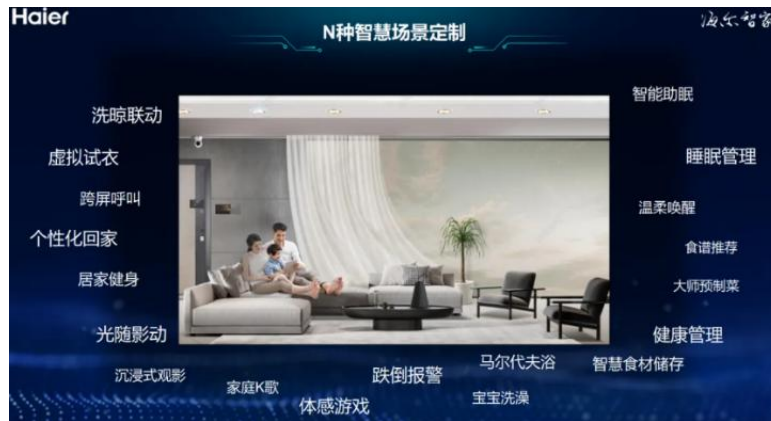 Haier
N种智慧场景定制
海尔智家
智能助眠
洗晾联动
虚拟试衣
睡眠管理
跨屏呼叫
温柔唤醒
个性化回家
食谱推荐
居家健身
大师预制菜
光随影动
健康管理
马尔代夫浴
智慧食材储存
沉浸式观影
跌倒报警
家庭K歌
宝宝洗澡
体感游戏